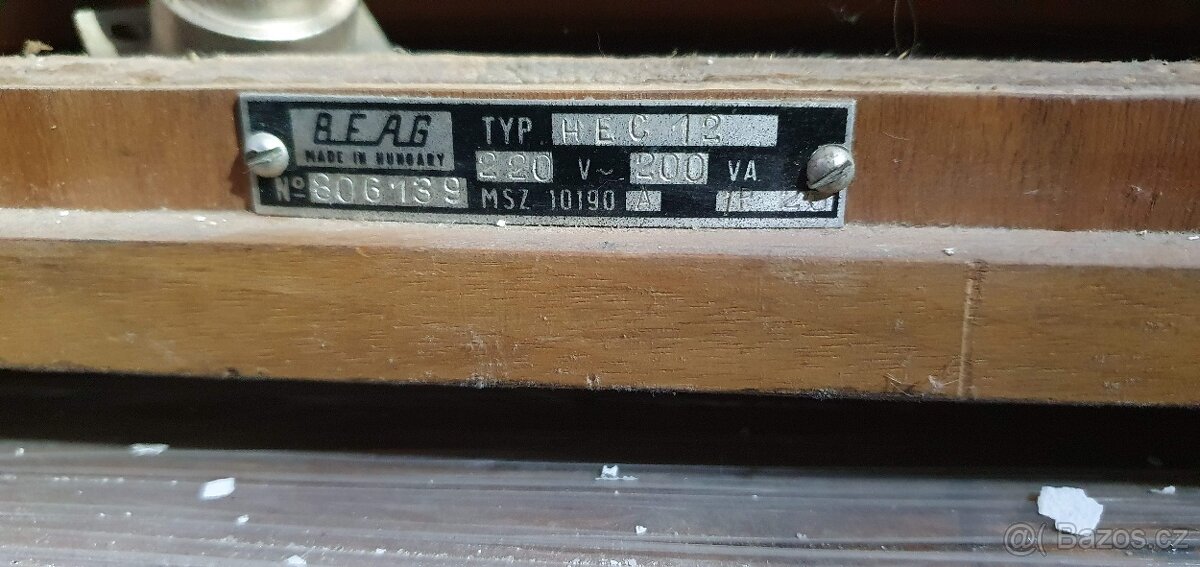 BEAG TYP HEC 12
MADE IN HUNGARY 220 V~ 200 VA
No 806139 MSZ 10190 A
Bazos.cz